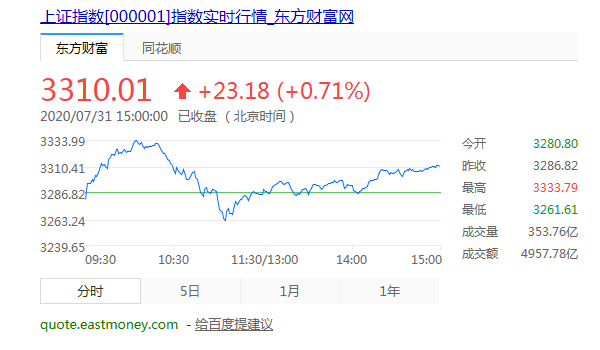 上证指数[000001]指数实时行情_东方财富网
东方财富 同花顺
3310.01 +23.18 (+0.71%)
2020/07/31 15:00:00 已收盘 ( 北京时间 )
3333.99
3310.41
3286.82
3263.24
3239.65
09:30 10:30 11:30/13:00 14:00 15:00
今开 3280.80
昨收 3286.82
最高 3333.79
最低 3261.61
成交量 353.76亿
成交额 4957.78亿
分时 5日 1月 1年
quote.eastmoney.com - 给百度提建议